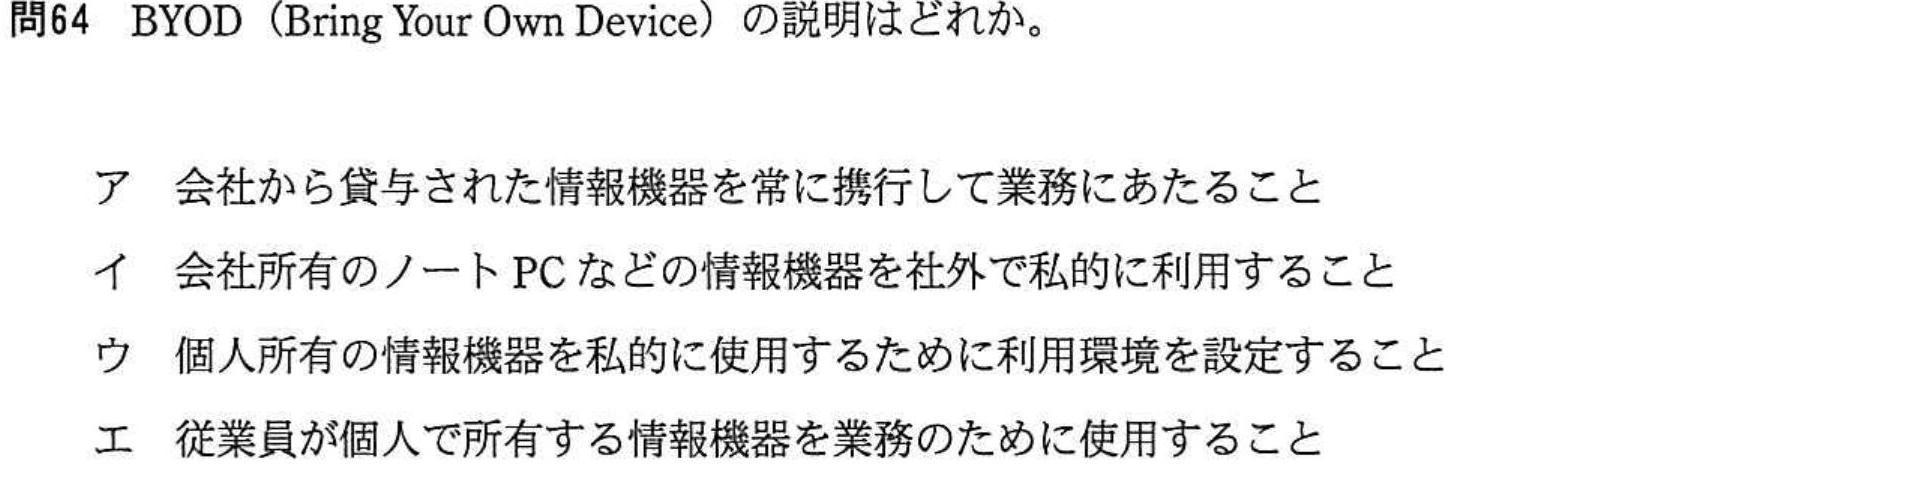 問64 BYOD（Bring Your Own Device）の説明はどれか。
ア 会社から貸与された情報機器を常に携行して業務にあたること
イ 会社所有のノート PC などの情報機器を社外で私的に利用すること
ウ 個人所有の情報機器を私的に使用するために利用環境を設定すること
エ 従業員が個人で所有する情報機器を業務のために使用すること